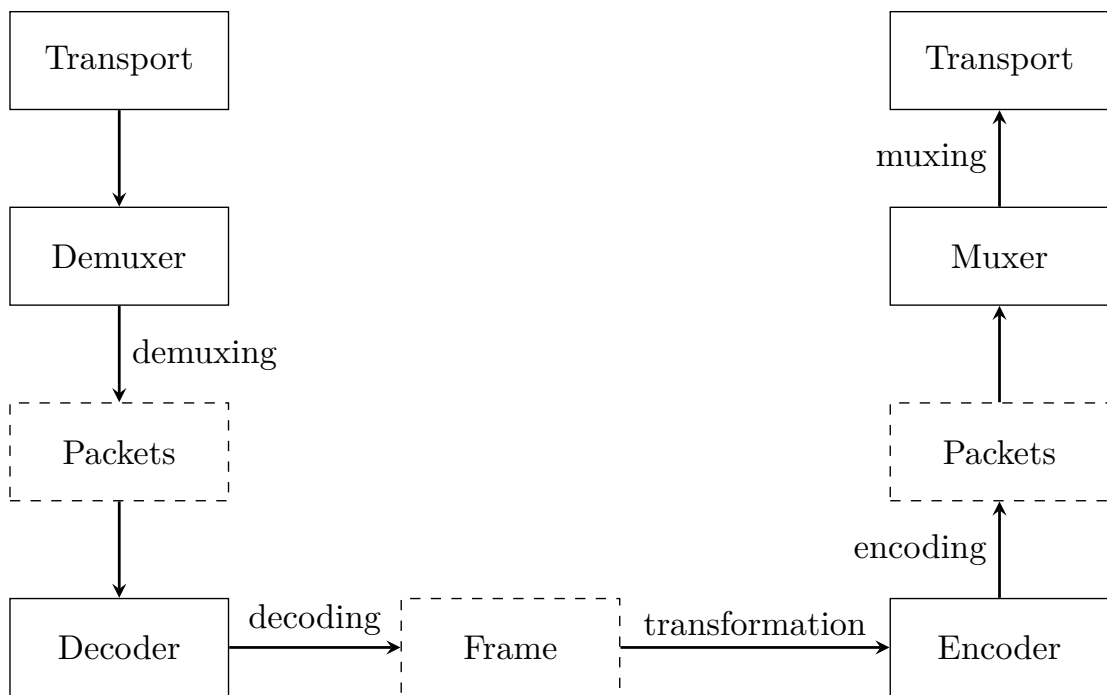 Transport
Transport
muxing
Demuxer
Muxer
demuxing
Packets
Packets
encoding
decoding
transformation
Decoder
Frame
Encoder